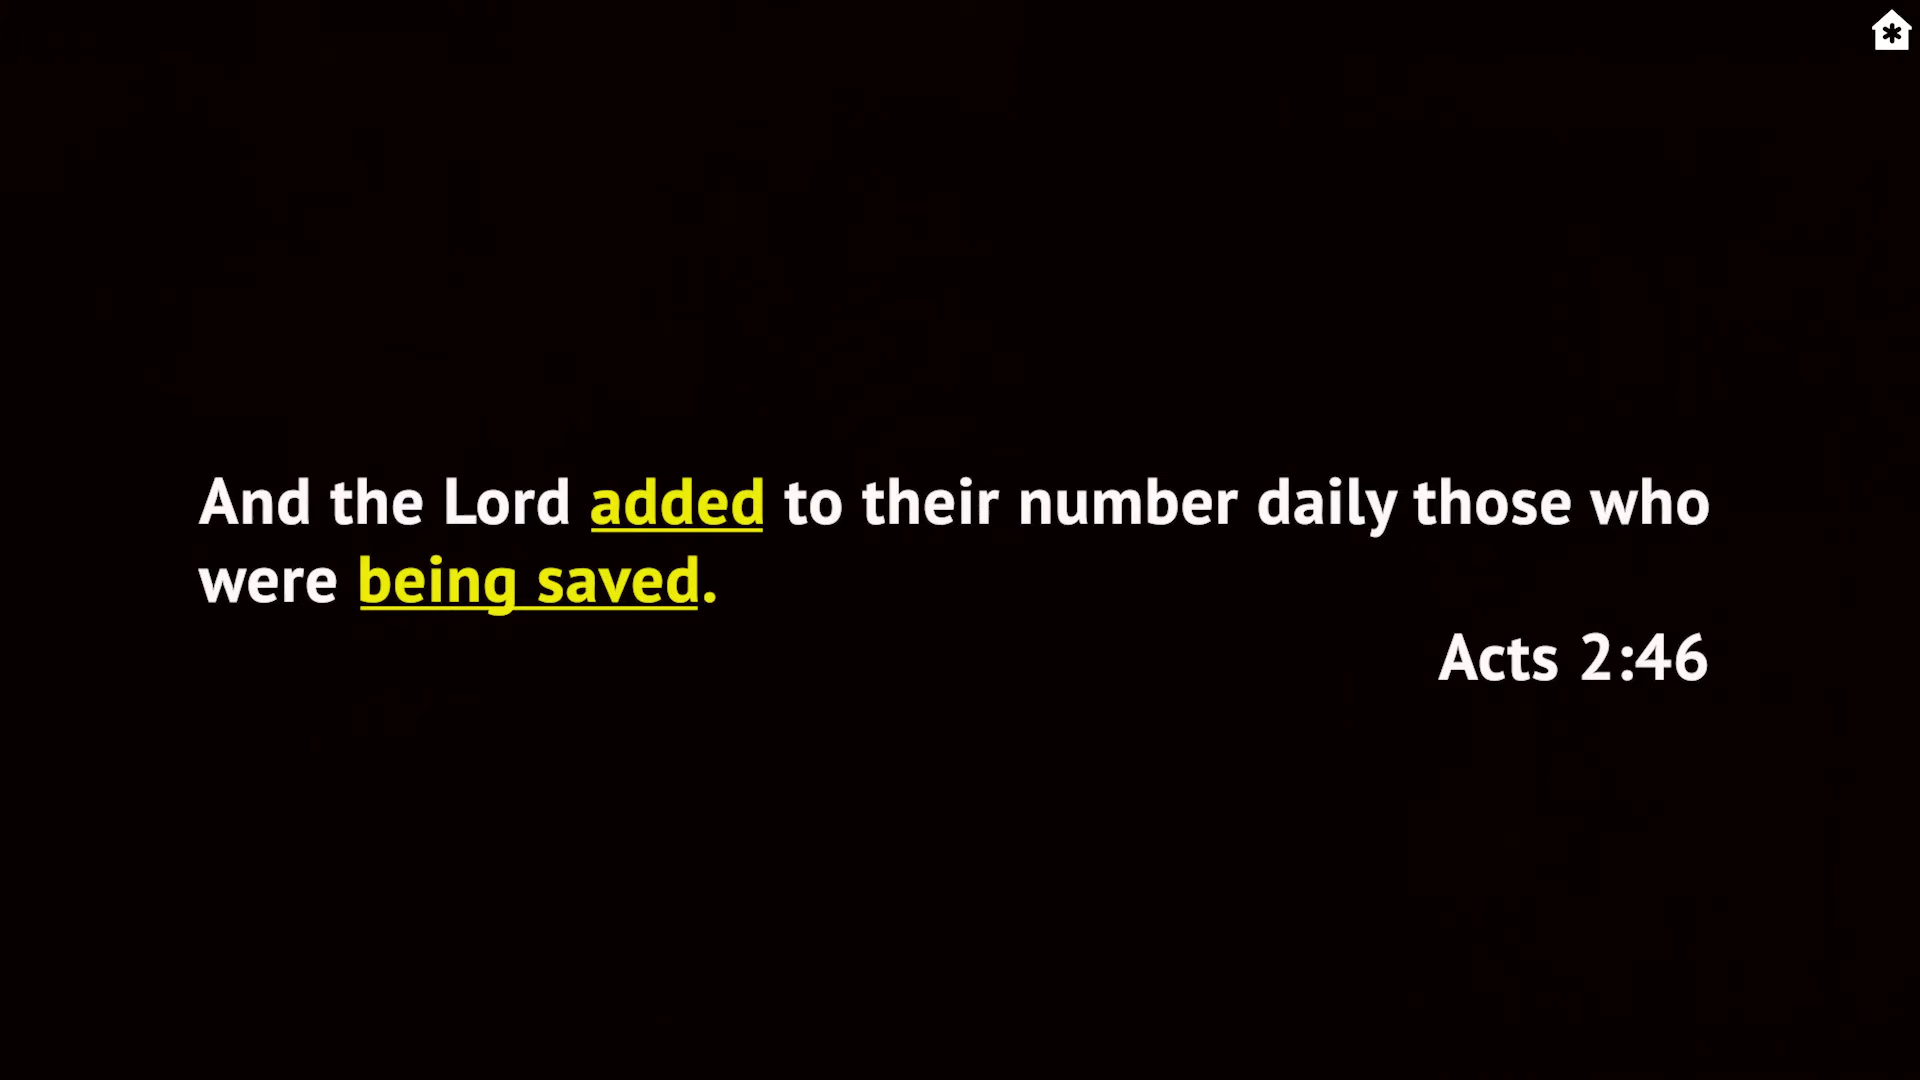 And the Lord added to their number daily those who
were being saved.
Acts 2:46